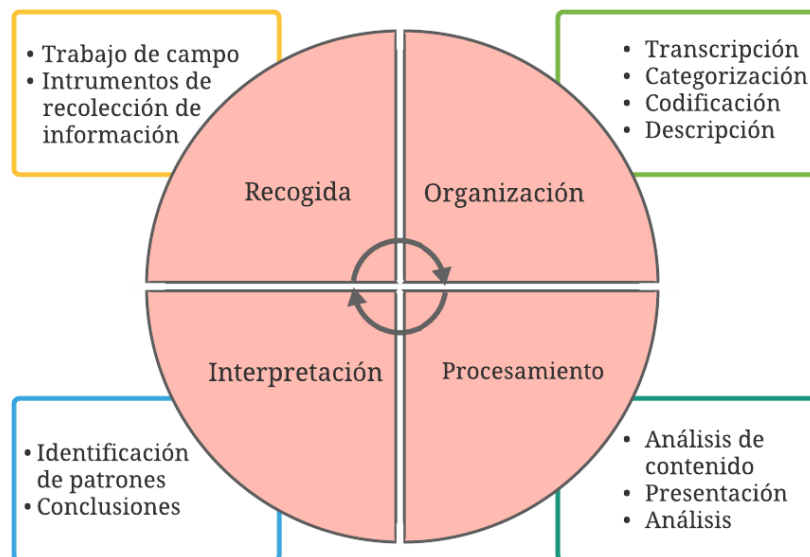 • Trabajo de campo
• Intrumentos de
recolección de
información
• Transcripción
• Categorización
• Codificación
• Descripción
Recogida
Organización
Interpretación
Procesamiento
• Identificación
de patrones
• Conclusiones
• Análisis de
contenido
• Presentación
• Análisis